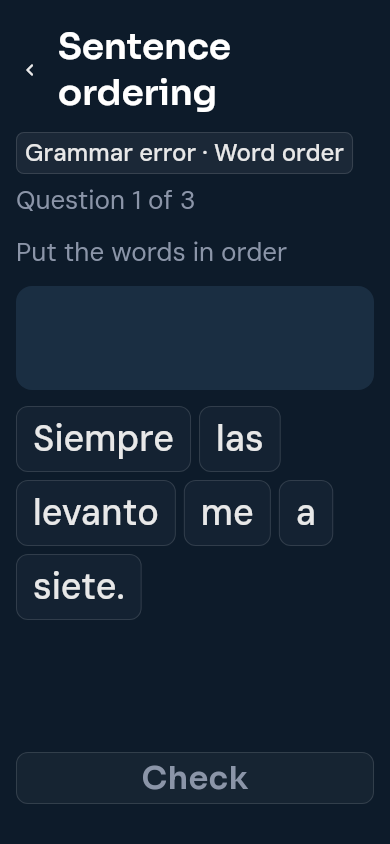 Sentence
ordering
Grammar error · Word order
Question 1 of 3
Put the words in order
Siempre las
levanto me a
siete.
Check